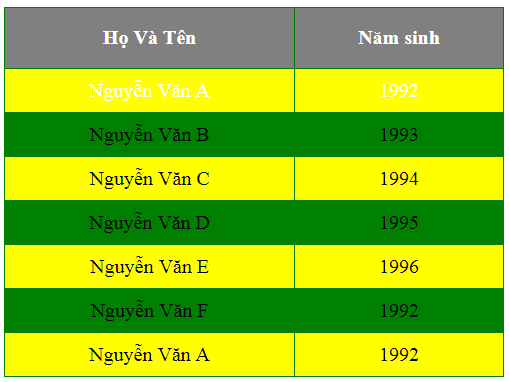 Họ Và Tên Năm sinh
Nguyễn Văn A 1992
Nguyễn Văn B 1993
Nguyễn Văn C 1994
Nguyễn Văn D 1995
Nguyễn Văn E 1996
Nguyễn Văn F 1992
Nguyễn Văn A 1992